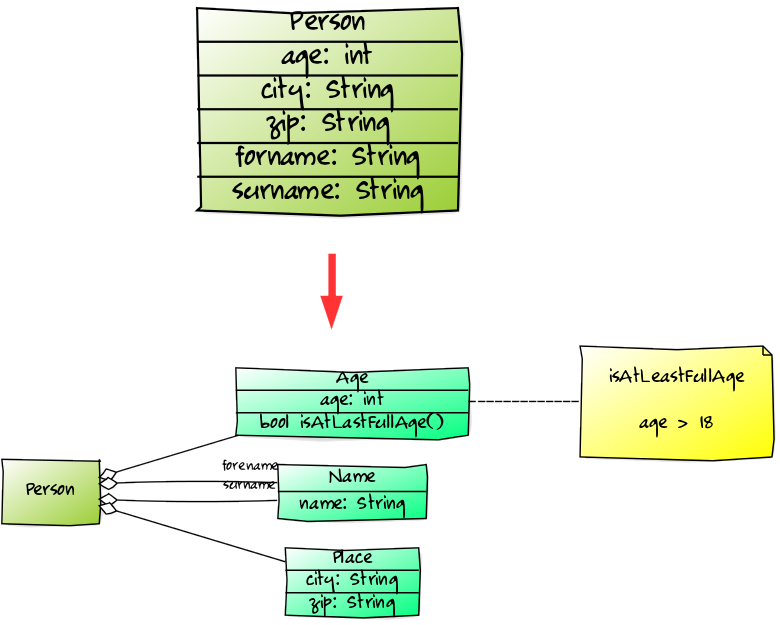 Person
age: int
city: String
zip: String
forname: String
surname: String
Age
age: int
bool isAtLastFullAge()
isAtLeastFullAge
age > 18
Person
forename
surname
Name
name: String
Place
city: String
zip: String